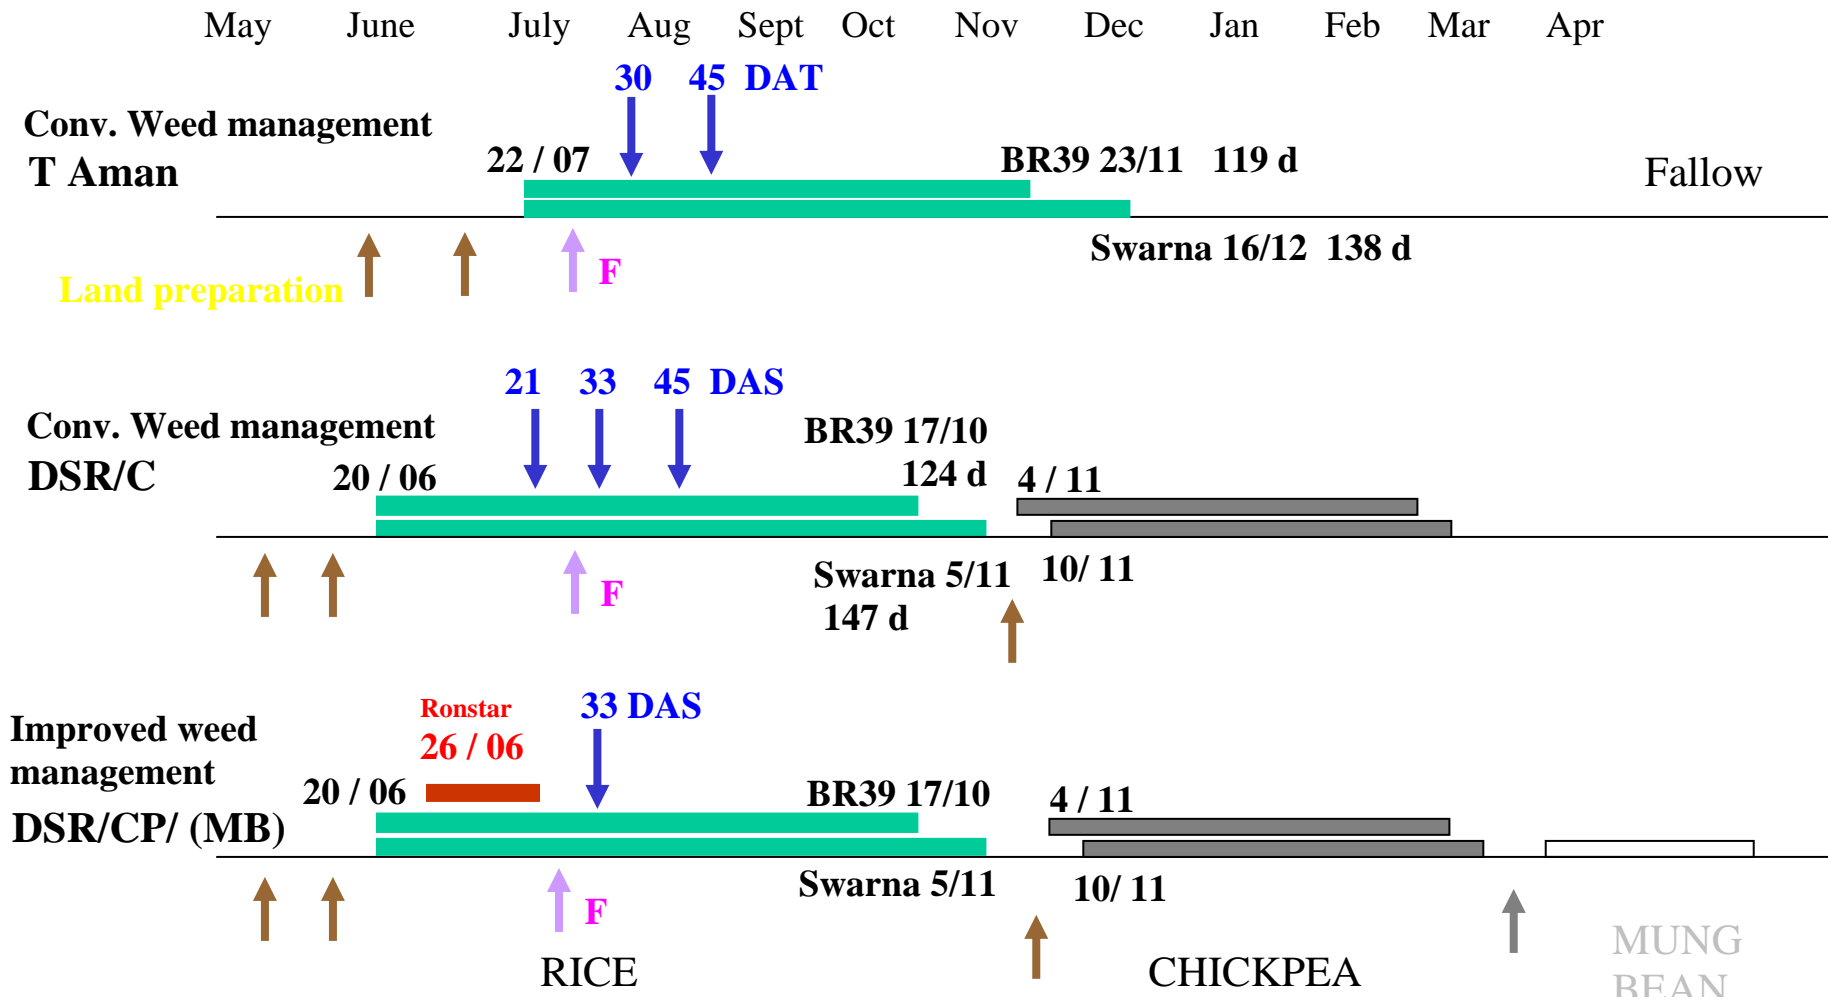 May June July Aug Sept Oct Nov Dec Jan Feb Mar Apr
30 45 DAT
Conv. Weed management
T Aman
22 / 07
BR39 23/11 119 d
Fallow
Swarna 16/12 138 d
Land preparation
F
21 33 45 DAS
Conv. Weed management
DSR/C
20 / 06
BR39 17/10
124 d
4 / 11
Swarna 5/11
147 d
10/ 11
F
Improved weed
management
DSR/CP/ (MB)
Ronstar
26 / 06
33 DAS
20 / 06
BR39 17/10
4 / 11
Swarna 5/11
10/ 11
F
RICE
CHICKPEA
MUNG
BEAN